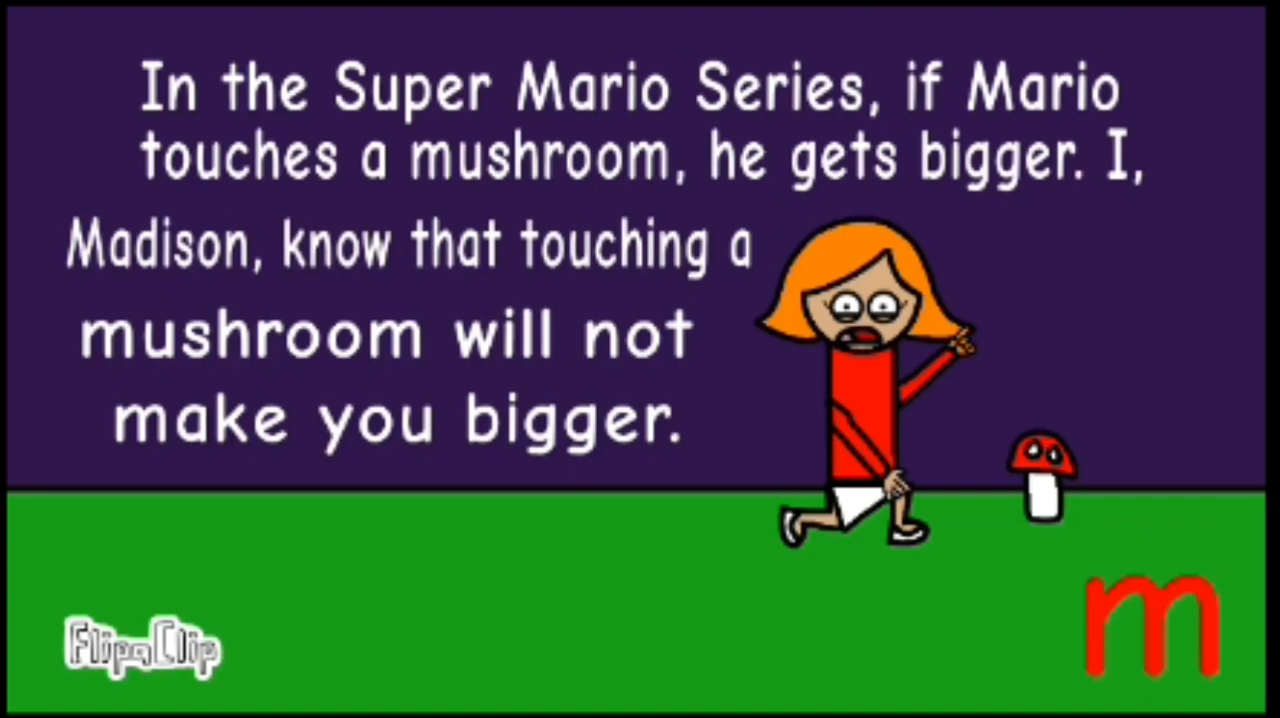 In the Super Mario Series, if Mario
touches a mushroom, he gets bigger. I,
Madison, know that touching a
mushroom will not
make you bigger.
m
FlipaClip